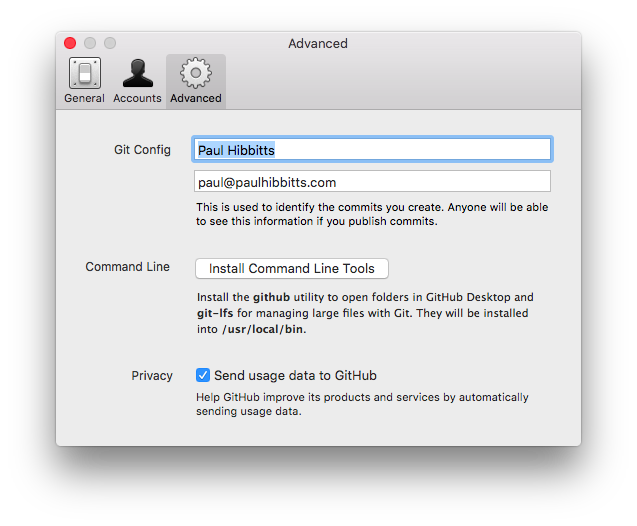 Advanced
General Accounts Advanced
Git Config Paul Hibbitts
paul@paulhibbitts.com
This is used to identify the commits you create. Anyone will be able
to see this information if you publish commits.
Command Line Install Command Line Tools
Install the github utility to open folders in GitHub Desktop and
git-lfs for managing large files with Git. They will be installed
into /usr/local/bin.
Privacy Send usage data to GitHub
Help GitHub improve its products and services by automatically
sending usage data.